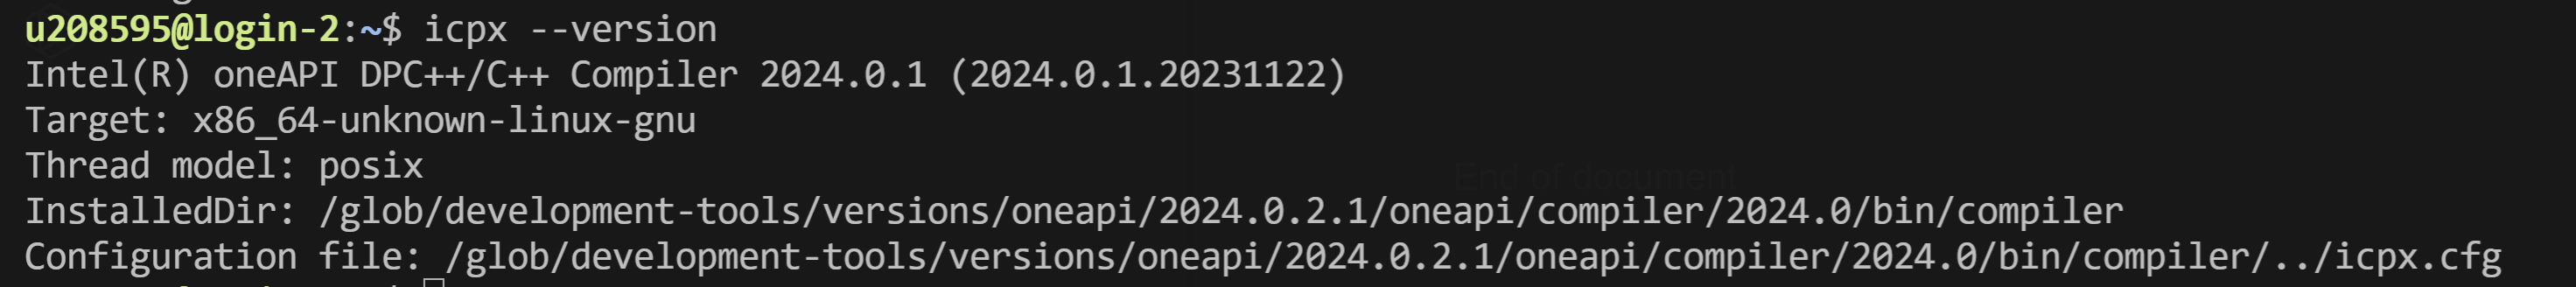 u208595@login-2:~$ icpx --version
Intel(R) oneAPI DPC++/C++ Compiler 2024.0.1 (2024.0.1.20231122)
Target: x86_64-unknown-linux-gnu
Thread model: posix
End of document
InstalledDir: /glob/development-tools/versions/oneapi/2024.0.2.1/oneapi/compiler/2024.0/bin/compiler
Configuration file: /glob/development-tools/versions/oneapi/2024.0.2.1/oneapi/compiler/2024.0/bin/compiler/../icpx.cfg